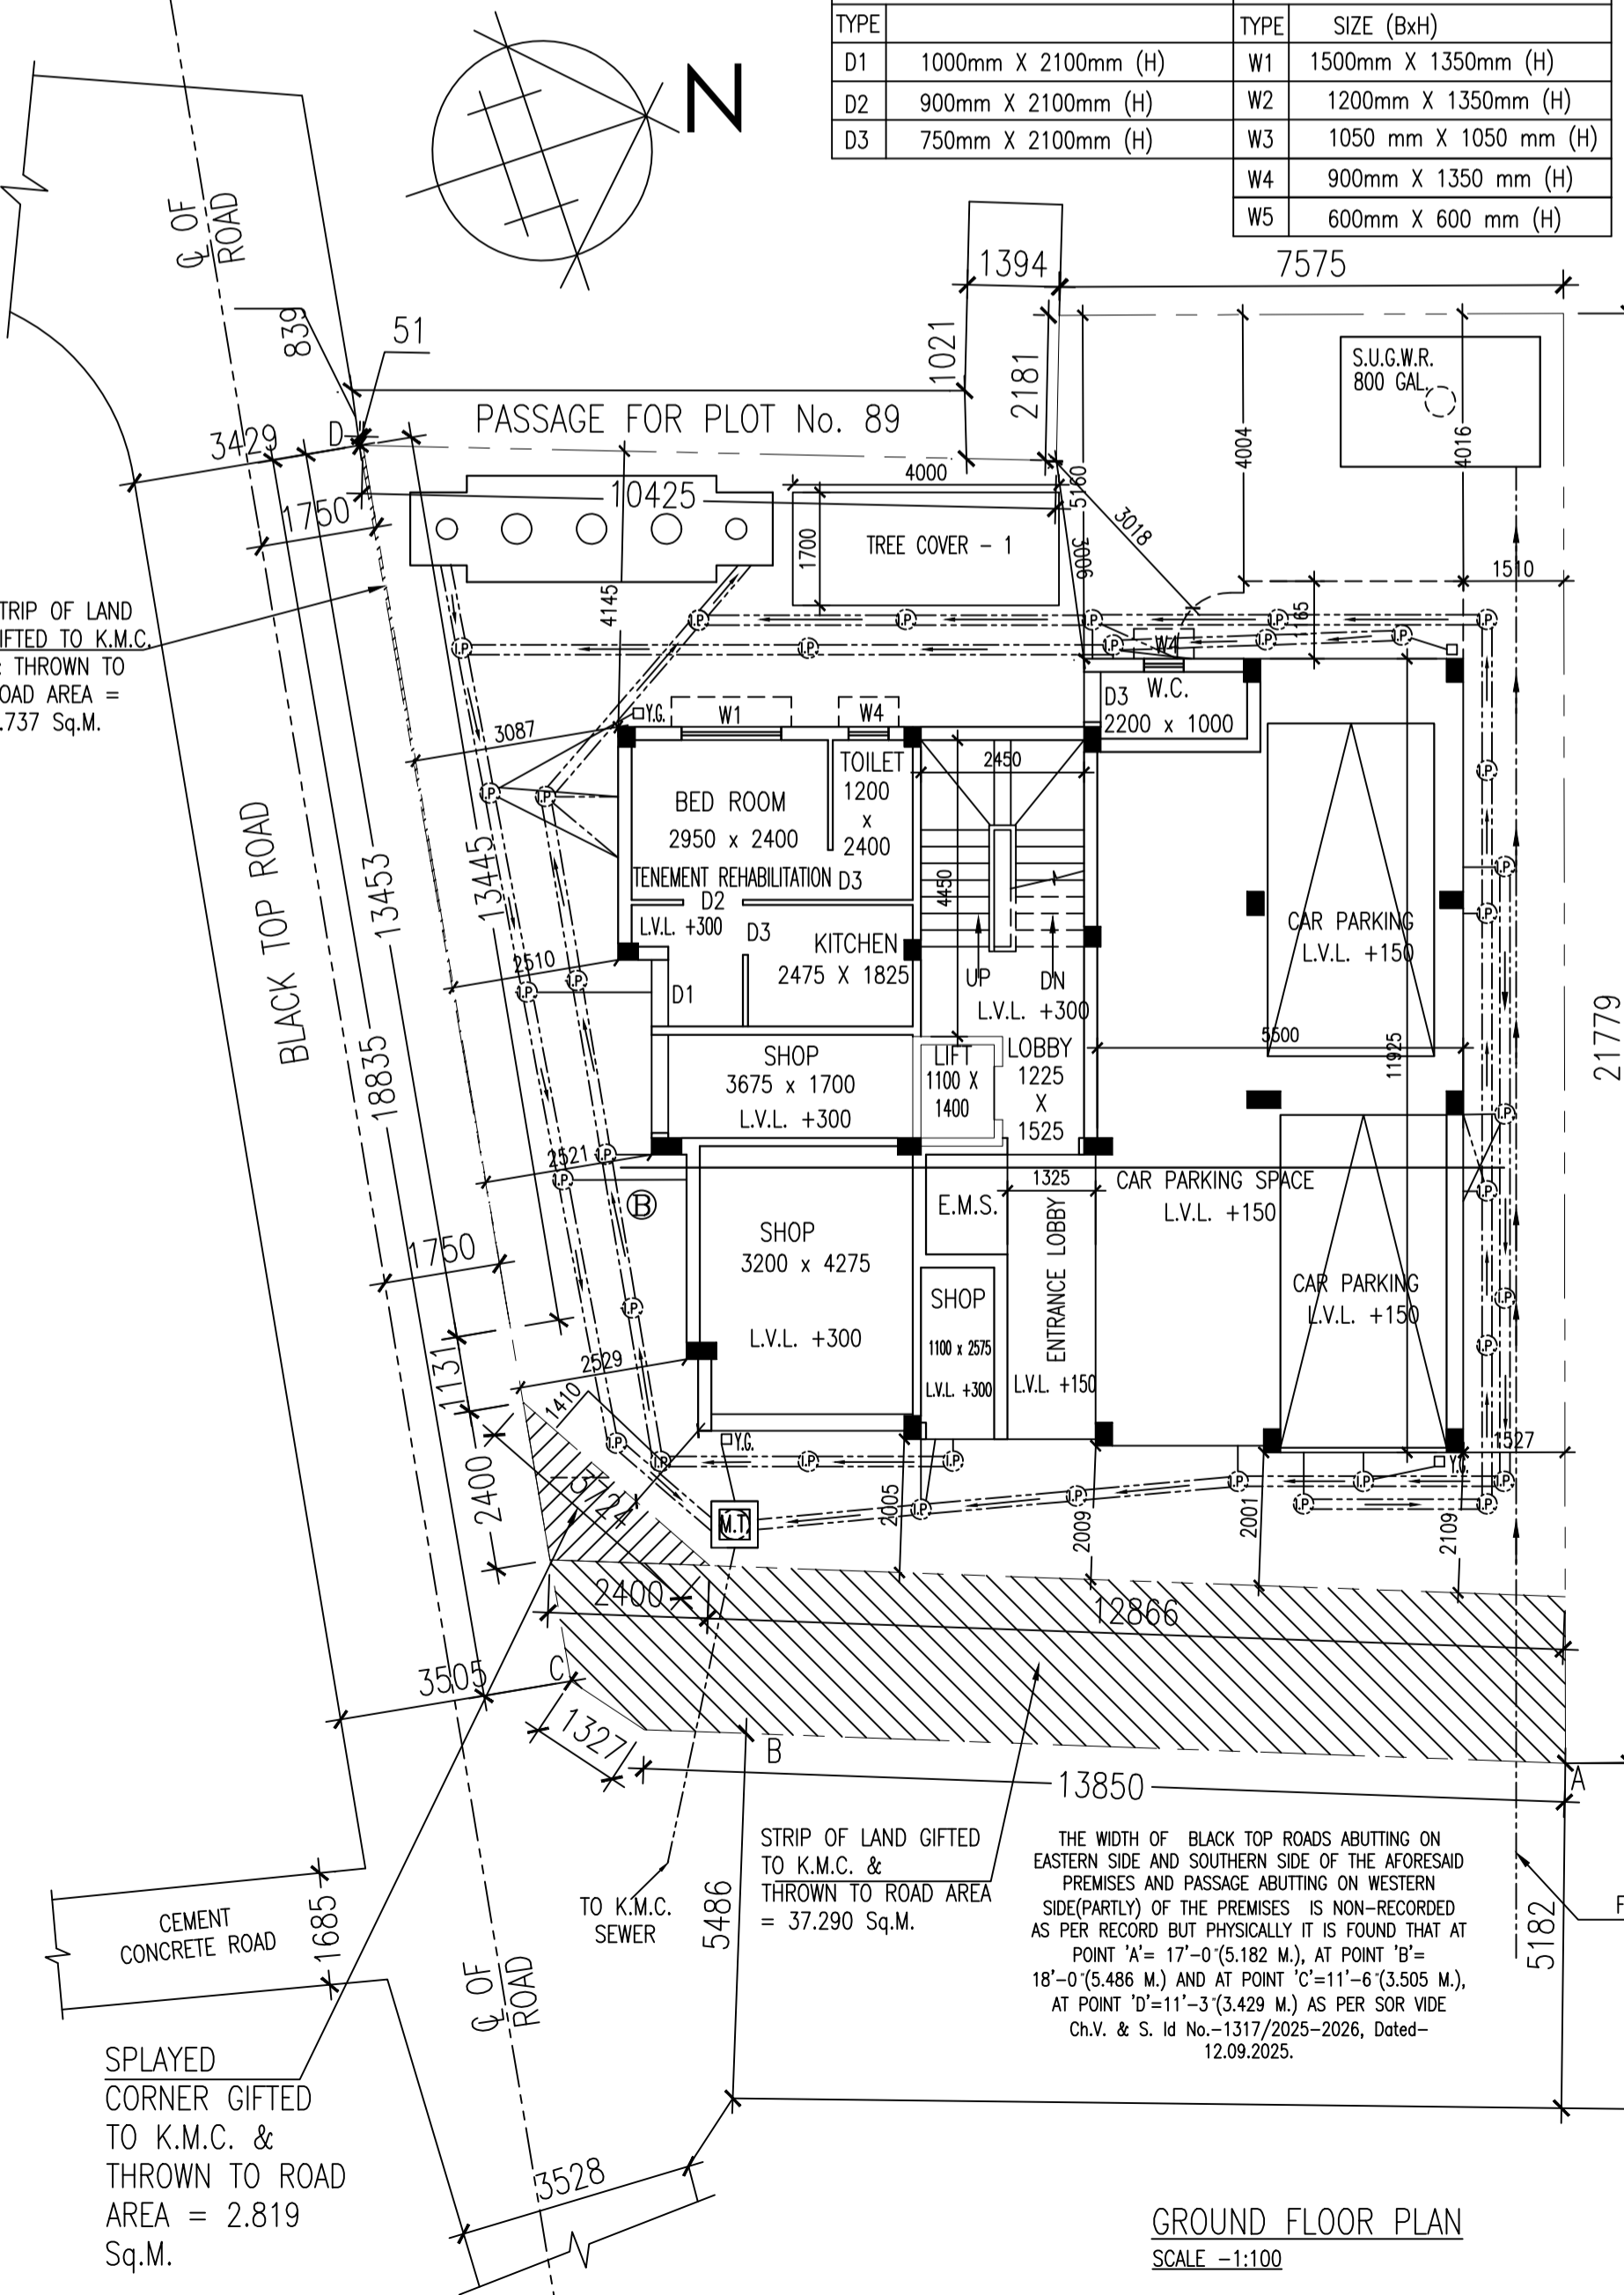 TYPE
D1 1000mm X 2100mm (H)
D2 900mm X 2100mm (H)
D3 750mm X 2100mm (H)
TYPE SIZE (BxH)
W1 1500mm X 1350mm (H)
W2 1200mm X 1350mm (H)
W3 1050 mm X 1050 mm (H)
W4 900mm X 1350 mm (H)
W5 600mm X 600 mm (H)
N
℄ OF
ROAD
839
51
1394
7575
1021
2181
S.U.G.W.R.
800 GAL.
PASSAGE FOR PLOT No. 89
3429
D
1750
10425
4000
5160
3006
3018
4004
4016
1510
1700
TREE COVER - 1
4145
165
TRIP OF LAND
IFTED TO K.M.C.
THROWN TO
OAD AREA =
.737 Sq.M.
3087
Y.G.
W1
W4
W4
D3
W.C.
2200 x 1000
TOILET
1200
x
2400
2450
BED ROOM
2950 x 2400
TENEMENT REHABILITATION
D3
D2
L.V.L. +300
D3
KITCHEN
2475 X 1825
4450
UP
DN
L.V.L. +300
CAR PARKING
L.V.L. +150
BLACK TOP ROAD
18835
13453
13445
2510
D1
SHOP
3675 x 1700
L.V.L. +300
LIFT
1100 X
1400
LOBBY
1225
X
1525
5500
11925
21779
2521
B
1325
CAR PARKING SPACE
L.V.L. +150
E.M.S.
SHOP
3200 x 4275
L.V.L. +300
SHOP
1100 x 2575
L.V.L. +300
ENTRANCE LOBBY
L.V.L. +150
CAR PARKING
L.V.L. +150
1750
1131
2529
1410
2400
3724
Y.G.
M.T.
Y.G.
1527
2005
2009
2001
2109
I.P
2400
12866
3505
C
1327
B
13850
A
STRIP OF LAND GIFTED
TO K.M.C. &
THROWN TO ROAD AREA
= 37.290 Sq.M.
TO K.M.C.
SEWER
5486
5182
F
THE WIDTH OF BLACK TOP ROADS ABUTTING ON
EASTERN SIDE AND SOUTHERN SIDE OF THE AFORESAID
PREMISES AND PASSAGE ABUTTING ON WESTERN
SIDE(PARTLY) OF THE PREMISES IS NON-RECORDED
AS PER RECORD BUT PHYSICALLY IT IS FOUND THAT AT
POINT 'A'= 17'-0"(5.182 M.), AT POINT 'B'=
18'-0"(5.486 M.) AND AT POINT 'C'=11'-6"(3.505 M.),
AT POINT 'D'=11'-3"(3.429 M.) AS PER SOR VIDE
Ch.V. & S. Id No.-1317/2025-2026, Dated-
12.09.2025.
CEMENT
CONCRETE ROAD
1685
℄ OF
ROAD
SPLAYED
CORNER GIFTED
TO K.M.C. &
THROWN TO ROAD
AREA = 2.819
Sq.M.
3528
GROUND FLOOR PLAN
SCALE -1:100